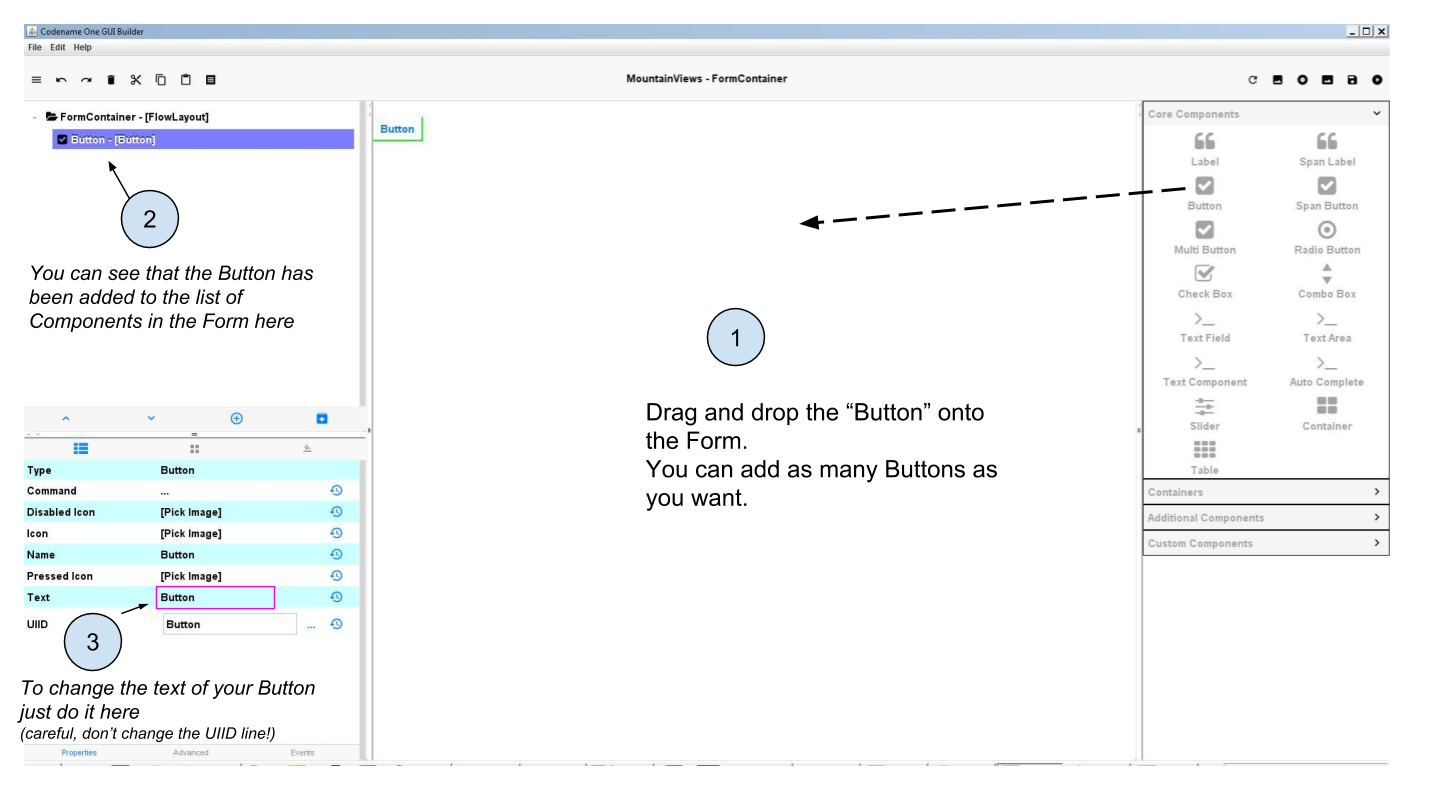 Codename One GUI Builder
File Edit Help
MountainViews - FormContainer
FormContainer - [FlowLayout]
Button - [Button]
2
You can see that the Button has
been added to the list of
Components in the Form here
Type Button
Command ...
Disabled Icon [Pick Image]
Icon [Pick Image]
Name Button
Pressed Icon [Pick Image]
Text Button
UIID Button ...
3
To change the text of your Button
just do it here
(careful, don't change the UIID line!)
Properties Advanced Events
Button
1
Drag and drop the “Button” onto
the Form.
You can add as many Buttons as
you want.
Core Components
Label Span Label
Button Span Button
Multi Button Radio Button
Check Box Combo Box
Text Field Text Area
Text Component Auto Complete
Slider Container
Table
Containers
Additional Components
Custom Components